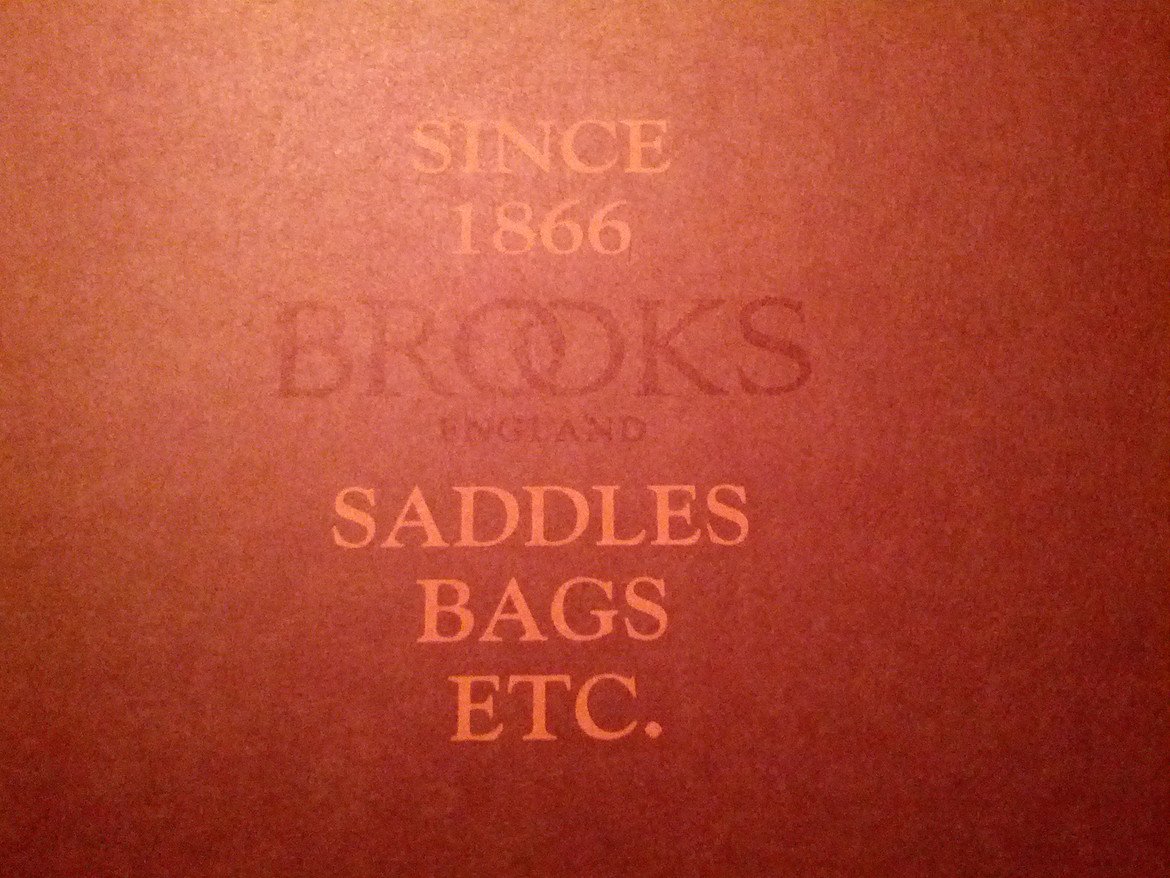 SINCE
1866
BROOKS
ENGLAND
SADDLES
BAGS
ETC.